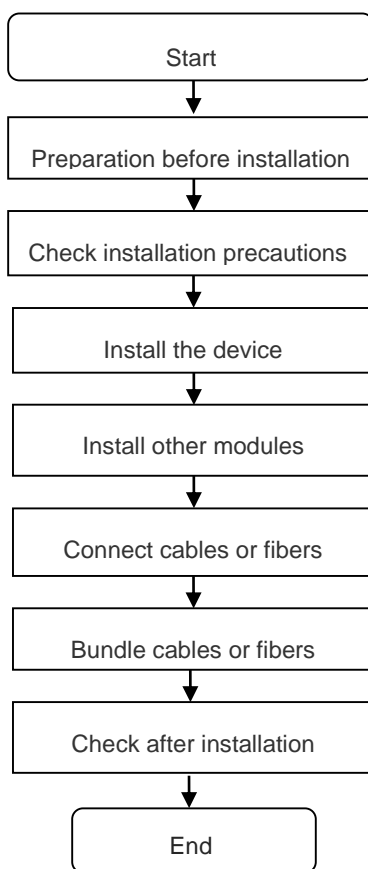 Start
Preparation before installation
Check installation precautions
Install the device
Install other modules
Connect cables or fibers
Bundle cables or fibers
Check after installation
End